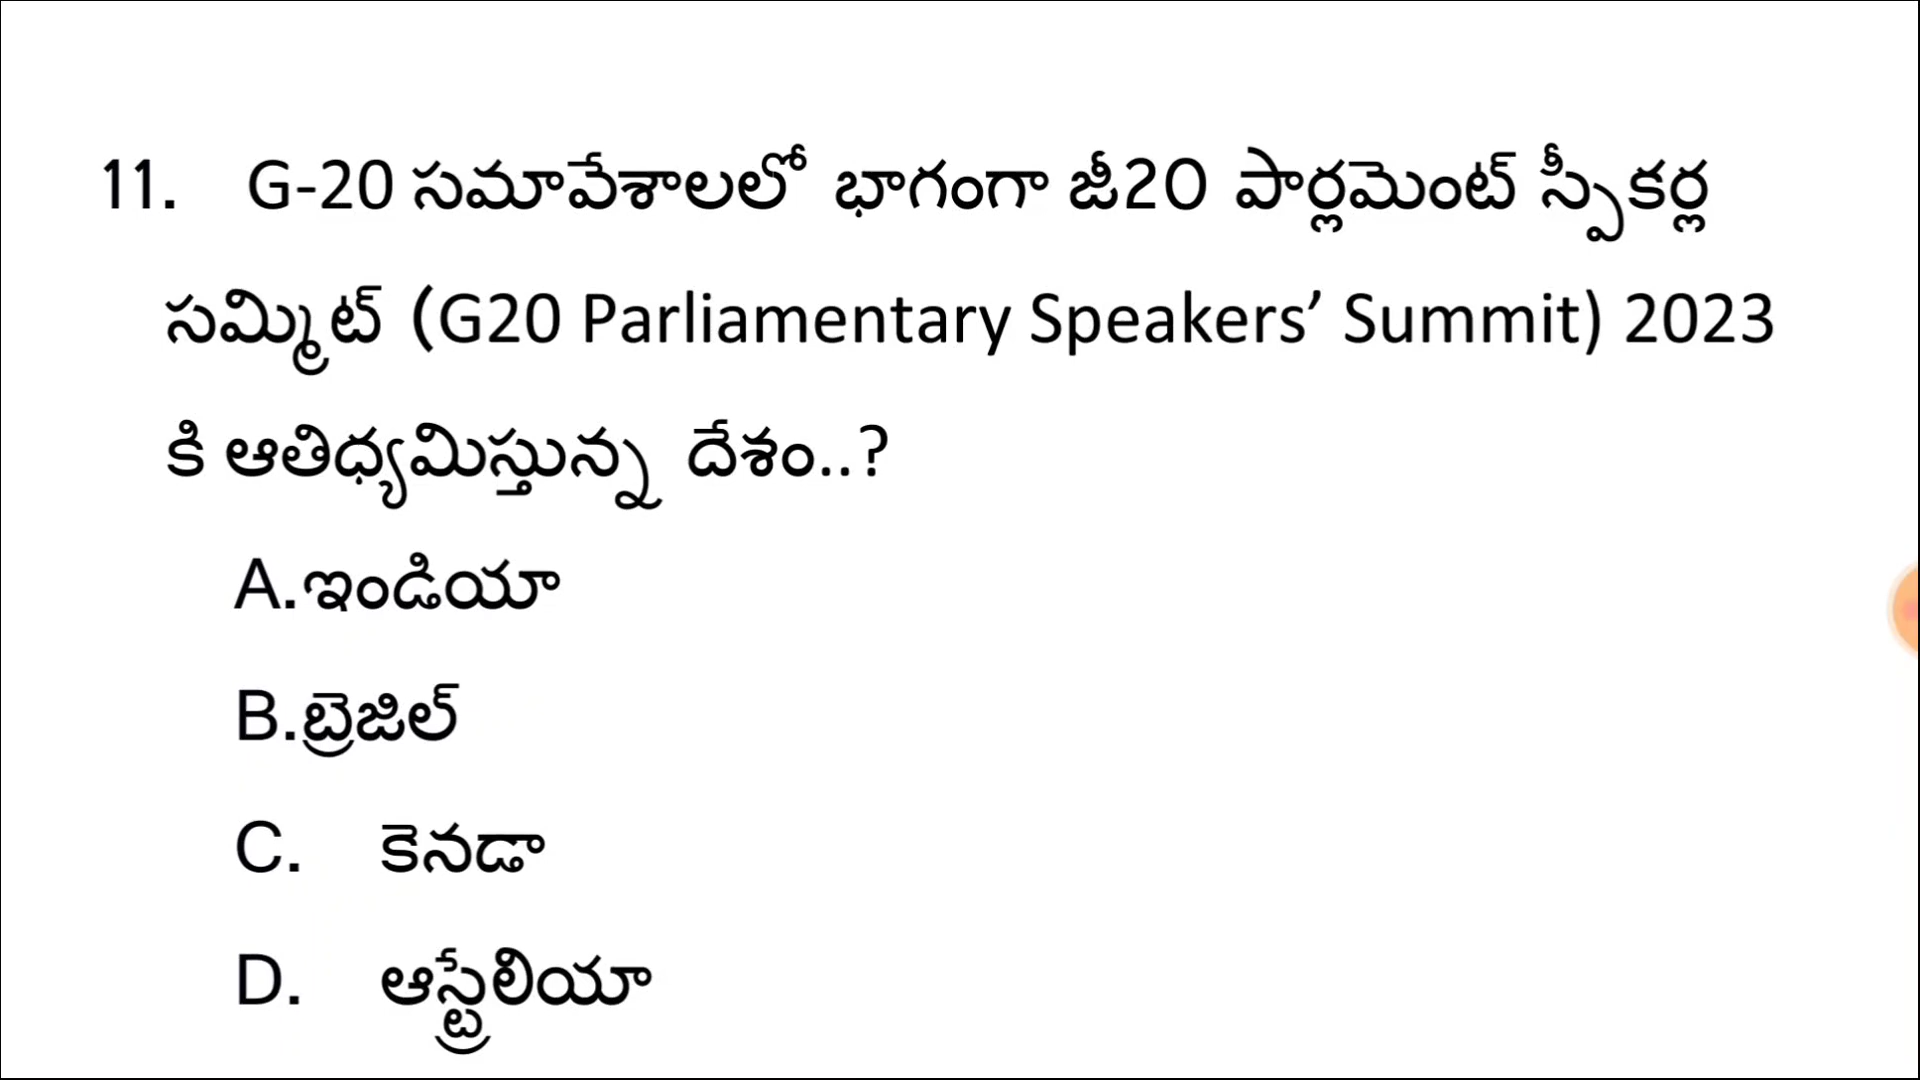 11. G-20 సమావేశాలలో భాగంగా జీ20 పార్లమెంట్ స్పీకర్ల
సమ్మిట్ (G20 Parliamentary Speakers’ Summit) 2023
కి ఆతిధ్యమిస్తున్న దేశం..?
A.ఇండియా
B.బ్రెజిల్
C. కెనడా
D. ఆస్ట్రేలియా